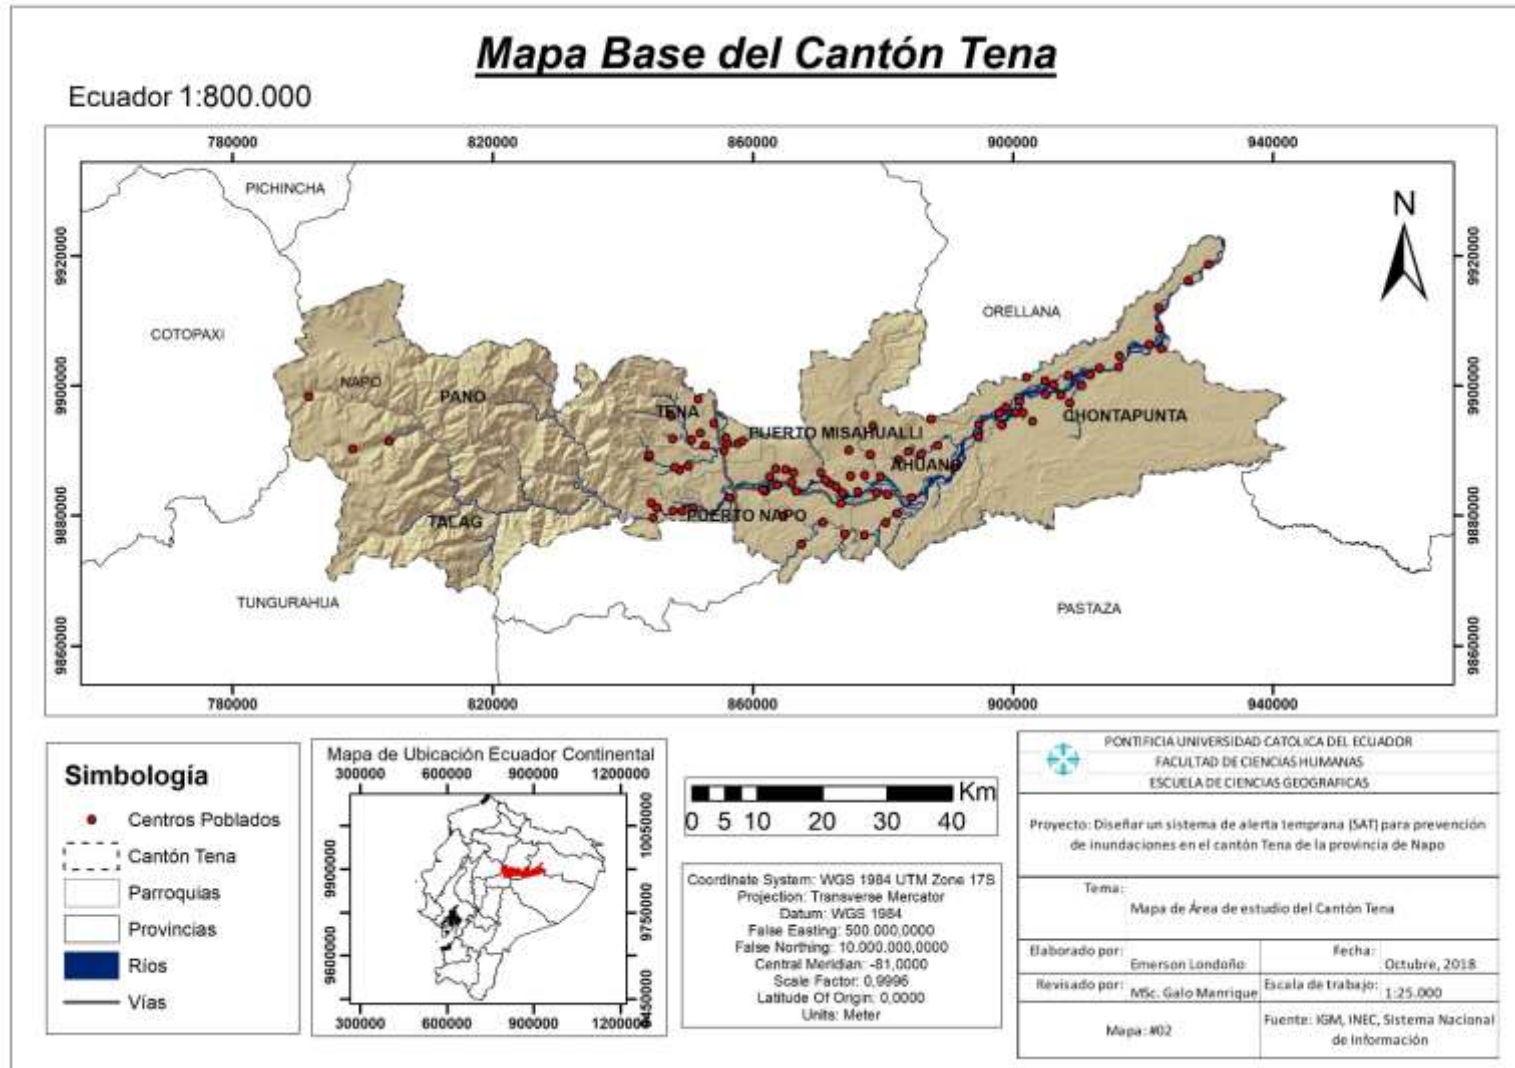 Mapa Base del Cantón Tena
Ecuador 1:800.000
780000 820000 860000 900000 940000
PICHINCHA
N
9920000 9920000
ORELLANA
COTOPAXI
9900000 9900000
NAPO
PANO
TENA
CHONTAPUNTA
PUERTO MISAHUALLI
AHUANO
9880000 9880000
PUERTO NAPO
TALAG
TUNGURAHUA
PASTAZA
9860000 9860000
780000 820000 860000 900000 940000
Simbología
Centros Poblados
Cantón Tena
Parroquias
Provincias
Ríos
Vías
Mapa de Ubicación Ecuador Continental
300000 600000 900000 1200000
10050000
9900000
9750000
9600000
9450000
300000 600000 900000 1200000
Km
0 5 10 20 30 40
Coordinate System: WGS 1984 UTM Zone 17S
Projection: Transverse Mercator
Datum: WGS 1984
False Easting: 500.000,0000
False Northing: 10.000.000,0000
Central Meridian: -81,0000
Scale Factor: 0,9996
Latitude Of Origin: 0,0000
Units: Meter
PONTIFICIA UNIVERSIDAD CATOLICA DEL ECUADOR
FACULTAD DE CIENCIAS HUMANAS
ESCUELA DE CIENCIAS GEOGRAFICAS
Proyecto: Diseñar un sistema de alerta temprana (SAT) para prevención
de inundaciones en el cantón Tena de la provincia de Napo
Tema:
Mapa de Área de estudio del Cantón Tena
Elaborado por: Emerson Londoño
Fecha: Octubre, 2018
Revisado por: MSc. Galo Manrique
Escala de trabajo: 1:25.000
Mapa: #02
Fuente: IGM, INEC, Sistema Nacional
de Información